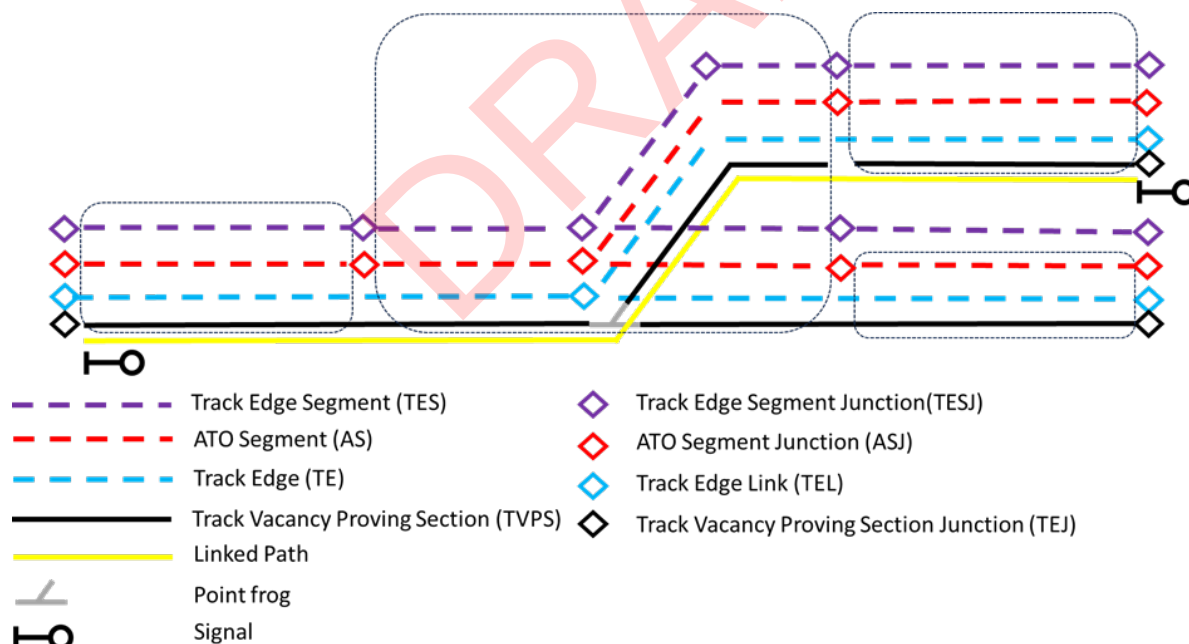 DRA
Track Edge Segment (TES)
Track Edge Segment Junction(TESJ)
ATO Segment (AS)
ATO Segment Junction (ASJ)
Track Edge (TE)
Track Edge Link (TEL)
Track Vacancy Proving Section (TVPS)
Track Vacancy Proving Section Junction (TEJ)
Linked Path
Point frog
Signal